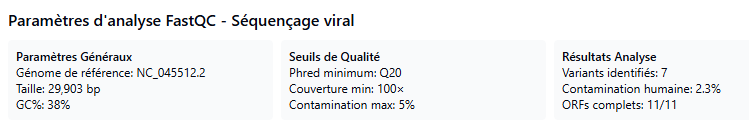 Paramètres d'analyse FastQC - Séquençage viral
Paramètres Généraux
Génome de référence: NC_045512.2
Taille: 29,903 bp
GC%: 38%
Seuils de Qualité
Phred minimum: Q20
Couverture min: 100×
Contamination max: 5%
Résultats Analyse
Variants identifiés: 7
Contamination humaine: 2.3%
ORFs complets: 11/11